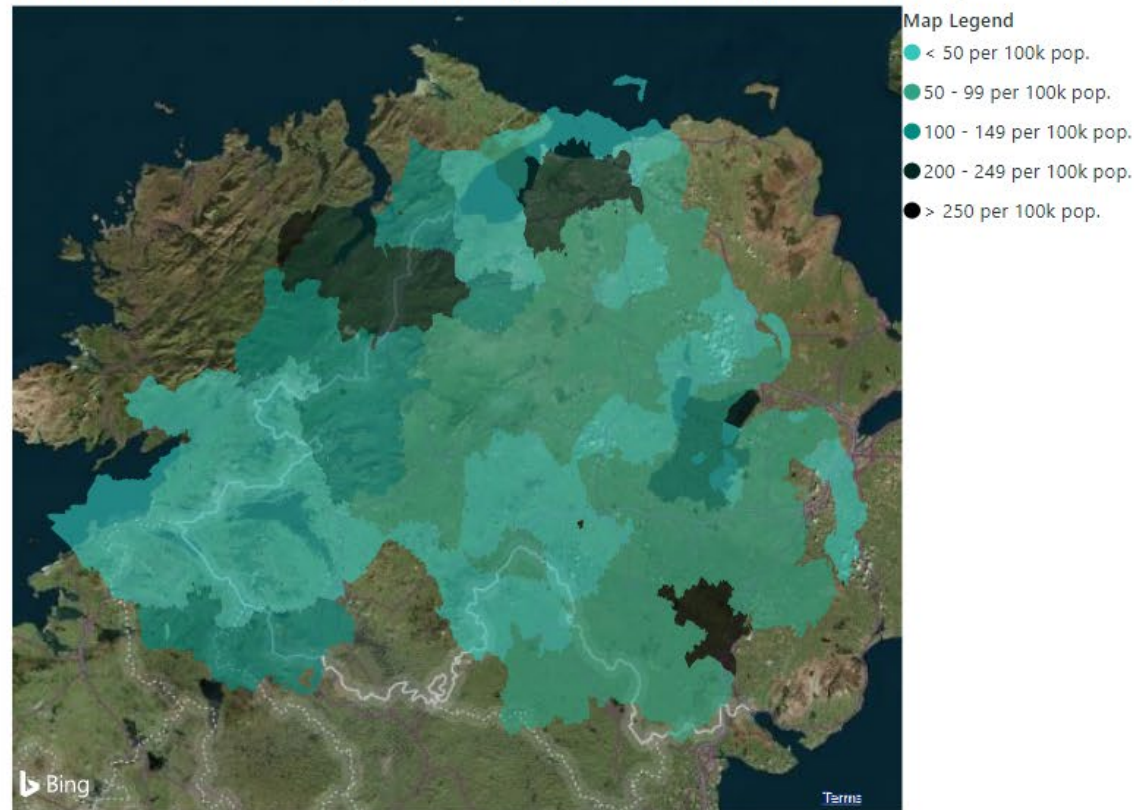 Map Legend
< 50 per 100k pop.
50 - 99 per 100k pop.
100 - 149 per 100k pop.
200 - 249 per 100k pop.
> 250 per 100k pop.
Bing
Terms